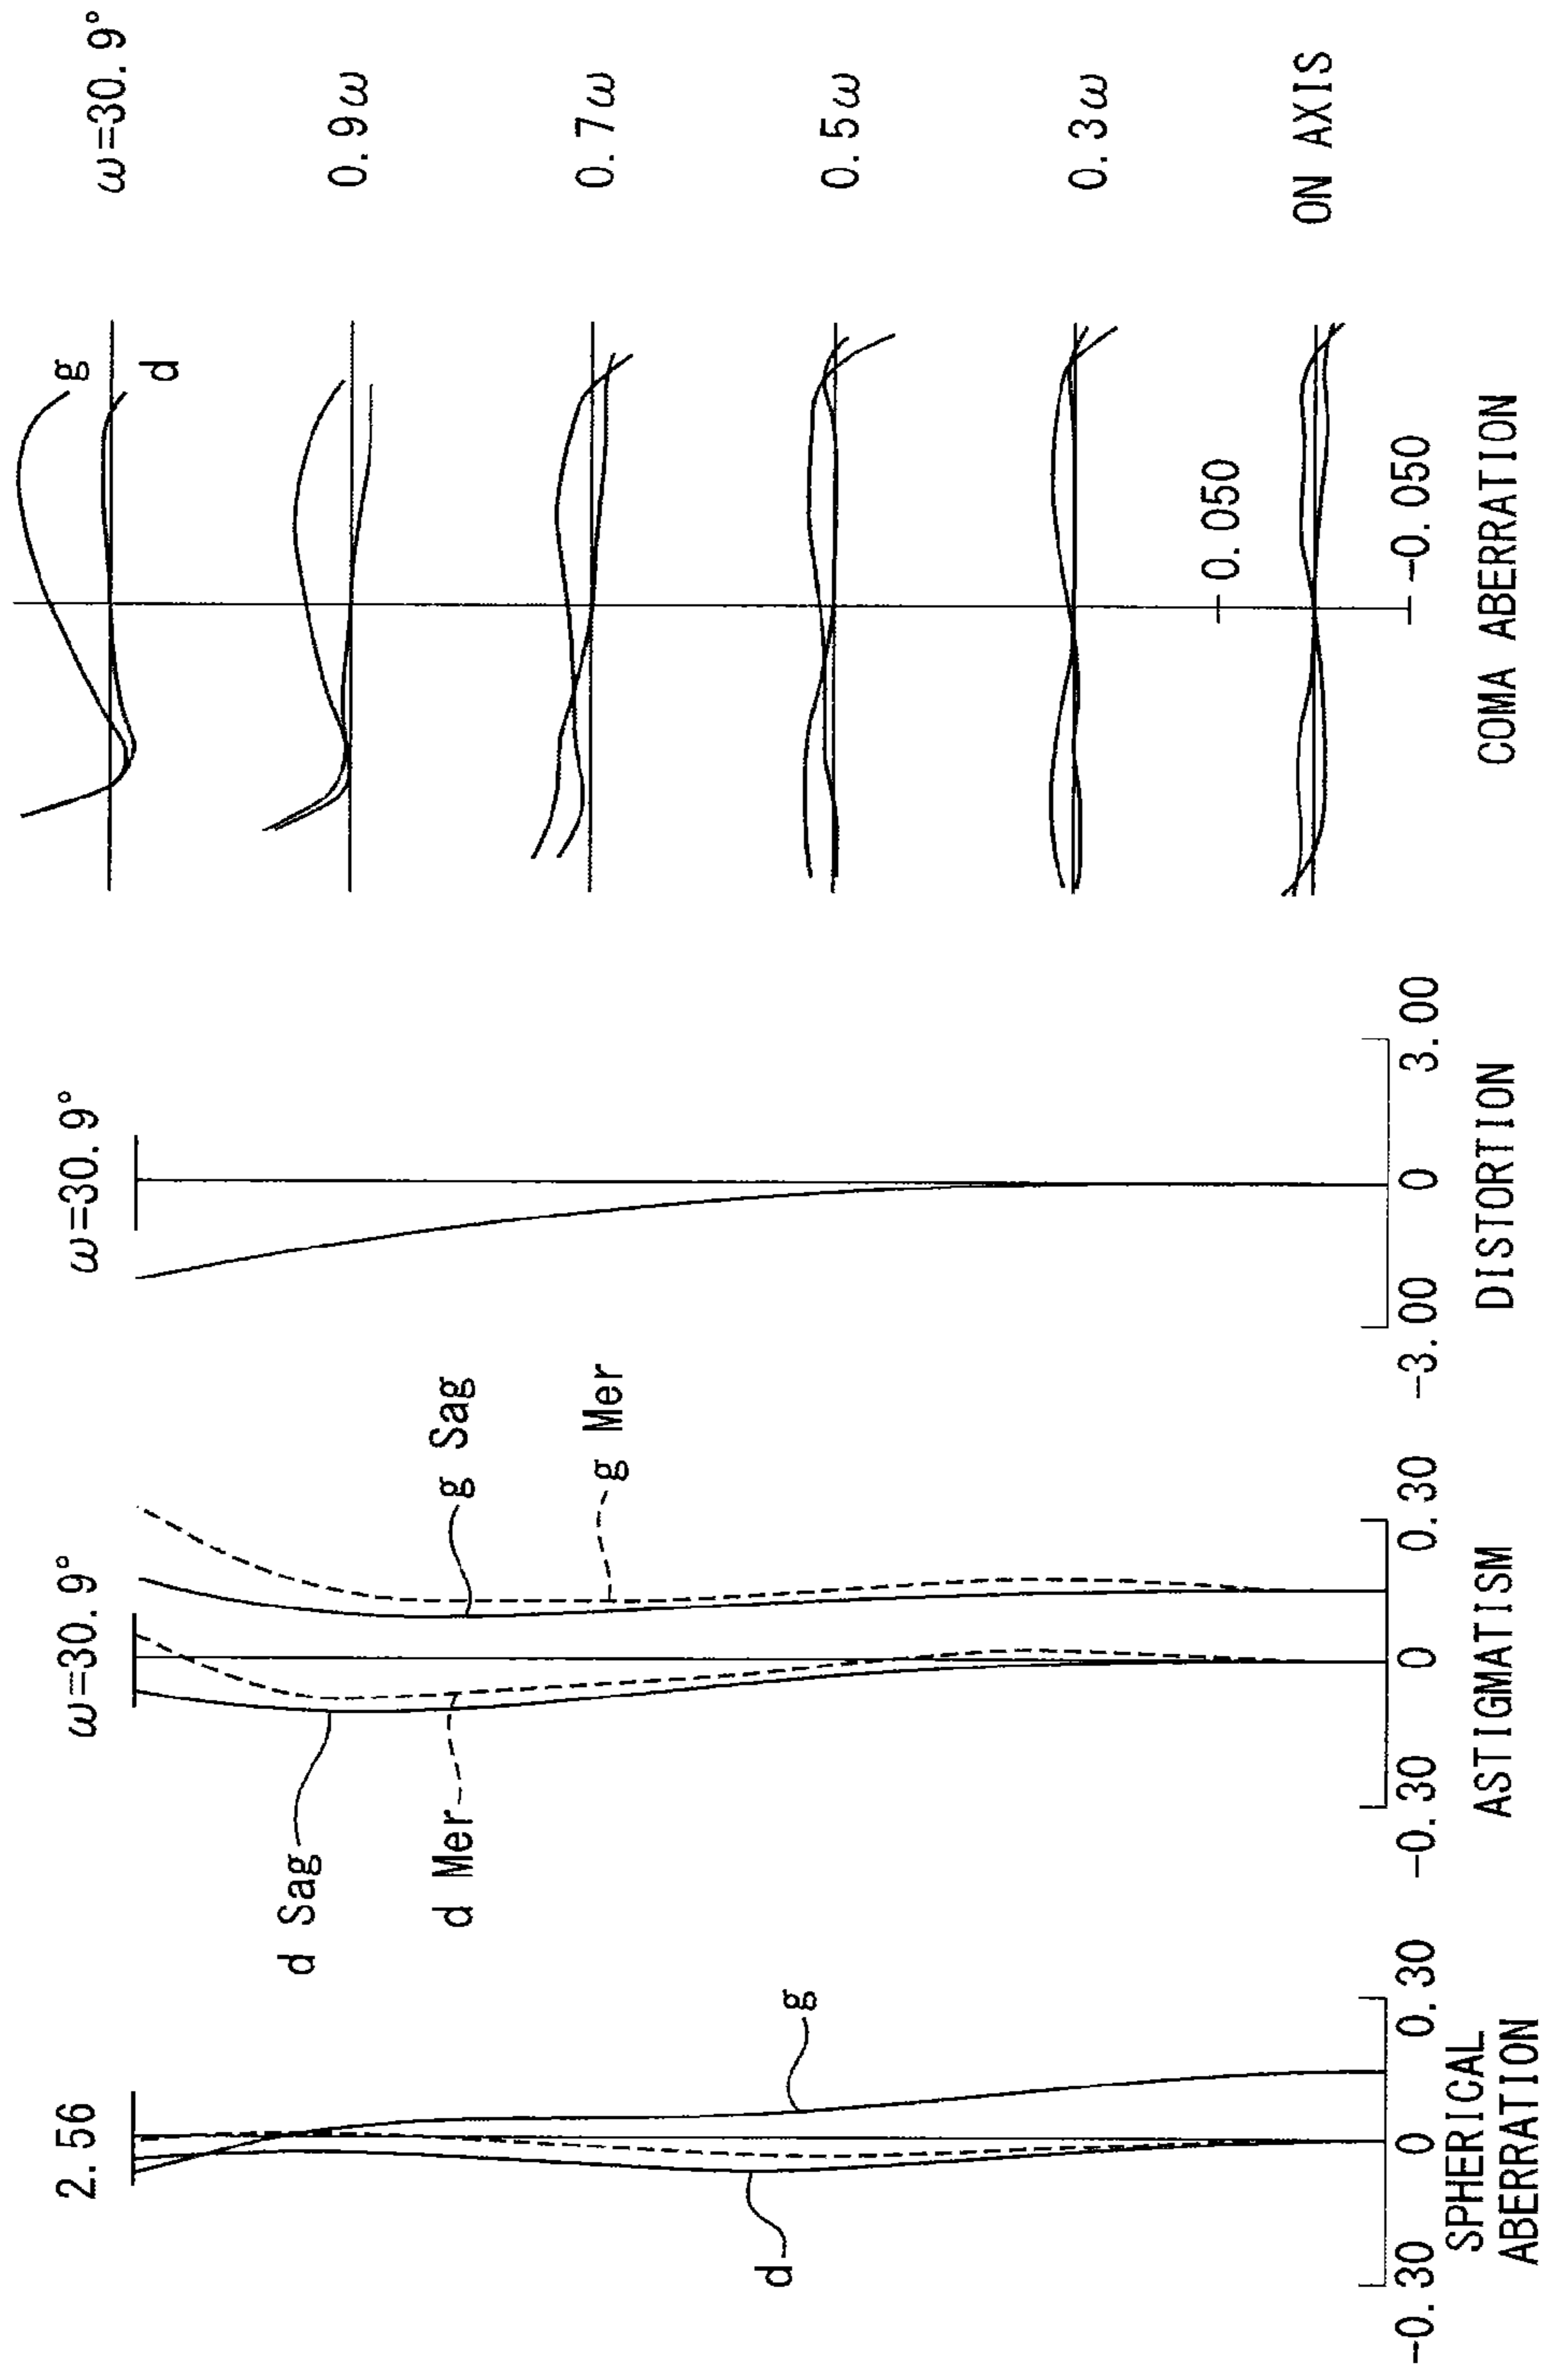 2.56
d
g
-0.30
0
0.30
SPHERICAL
ABERRATION
ω=30.9°
d Sag
d Mer
g Sag
g Mer
-0.30
0
0.30
ASTIGMATISM
ω=30.9°
-3.00
0
3.00
DISTORTION
g
d
ω=30.9°
0.9ω
0.7ω
0.5ω
0.3ω
0.050
ON AXIS
-0.050
COMA ABERRATION